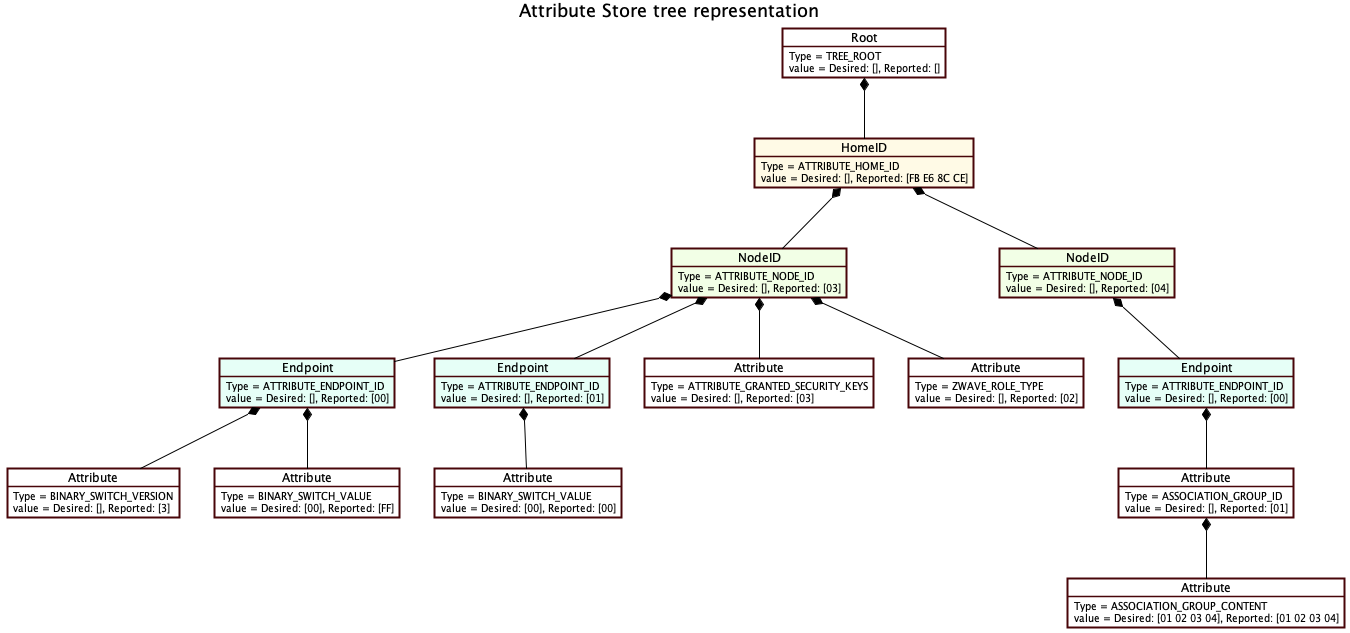 Attribute Store tree representation
Root
Type = TREE_ROOT
value = Desired: [], Reported: []
HomeID
Type = ATTRIBUTE_HOME_ID
value = Desired: [], Reported: [FB E6 8C CE]
NodeID
Type = ATTRIBUTE_NODE_ID
value = Desired: [], Reported: [03]
NodeID
Type = ATTRIBUTE_NODE_ID
value = Desired: [], Reported: [04]
Endpoint
Type = ATTRIBUTE_ENDPOINT_ID
value = Desired: [], Reported: [00]
Endpoint
Type = ATTRIBUTE_ENDPOINT_ID
value = Desired: [], Reported: [01]
Attribute
Type = ATTRIBUTE_GRANTED_SECURITY_KEYS
value = Desired: [], Reported: [03]
Attribute
Type = ZWAVE_ROLE_TYPE
value = Desired: [], Reported: [02]
Endpoint
Type = ATTRIBUTE_ENDPOINT_ID
value = Desired: [], Reported: [00]
Attribute
Type = BINARY_SWITCH_VERSION
value = Desired: [], Reported: [3]
Attribute
Type = BINARY_SWITCH_VALUE
value = Desired: [00], Reported: [FF]
Attribute
Type = BINARY_SWITCH_VALUE
value = Desired: [00], Reported: [00]
Attribute
Type = ASSOCIATION_GROUP_ID
value = Desired: [], Reported: [01]
Attribute
Type = ASSOCIATION_GROUP_CONTENT
value = Desired: [01 02 03 04], Reported: [01 02 03 04]